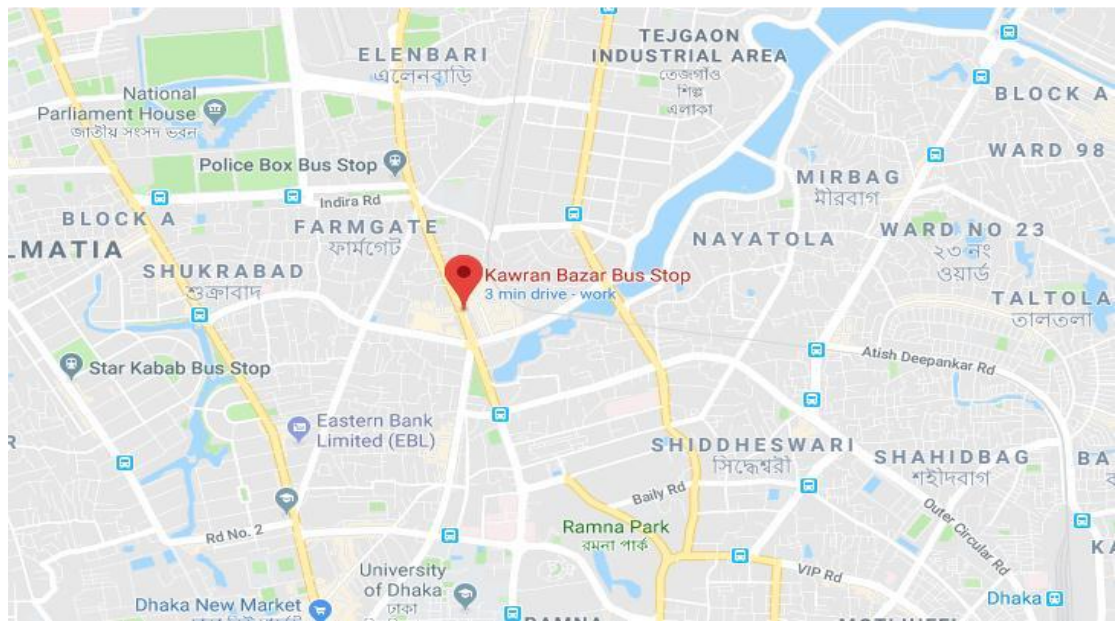 ELENBARI
এলেনবাড়ি
TEJGAON
INDUSTRIAL AREA
তেজগাঁও
শিল্প
এলাকা
National
Parliament House
জাতীয় সংসদ ভবন
BLOCK A
WARD 98
Police Box Bus Stop
MIRBAG
মীরবাগ
Indira Rd
BLOCK A
FARMGATE
ফার্মগেট
NAYATOLA
WARD NO 23
২৩ নং
ওয়ার্ড
LMATIA
SHUKRABAD
শুক্রাবাদ
Kawran Bazar Bus Stop
3 min drive - work
TALTOLA
তালতলা
Atish Deepankar Rd
Star Kabab Bus Stop
Eastern Bank
Limited (EBL)
R
SHIDDHESWARI
সিদ্ধেশ্বরী
SHAHIDBAG
শহীদবাগ
BA
Baily Rd
Outer Circular Rd
Ramna Park
রমনা পার্ক
Rd No. 2
KA
University
of Dhaka
ঢাকা
VIP Rd
Dhaka
Dhaka New Market